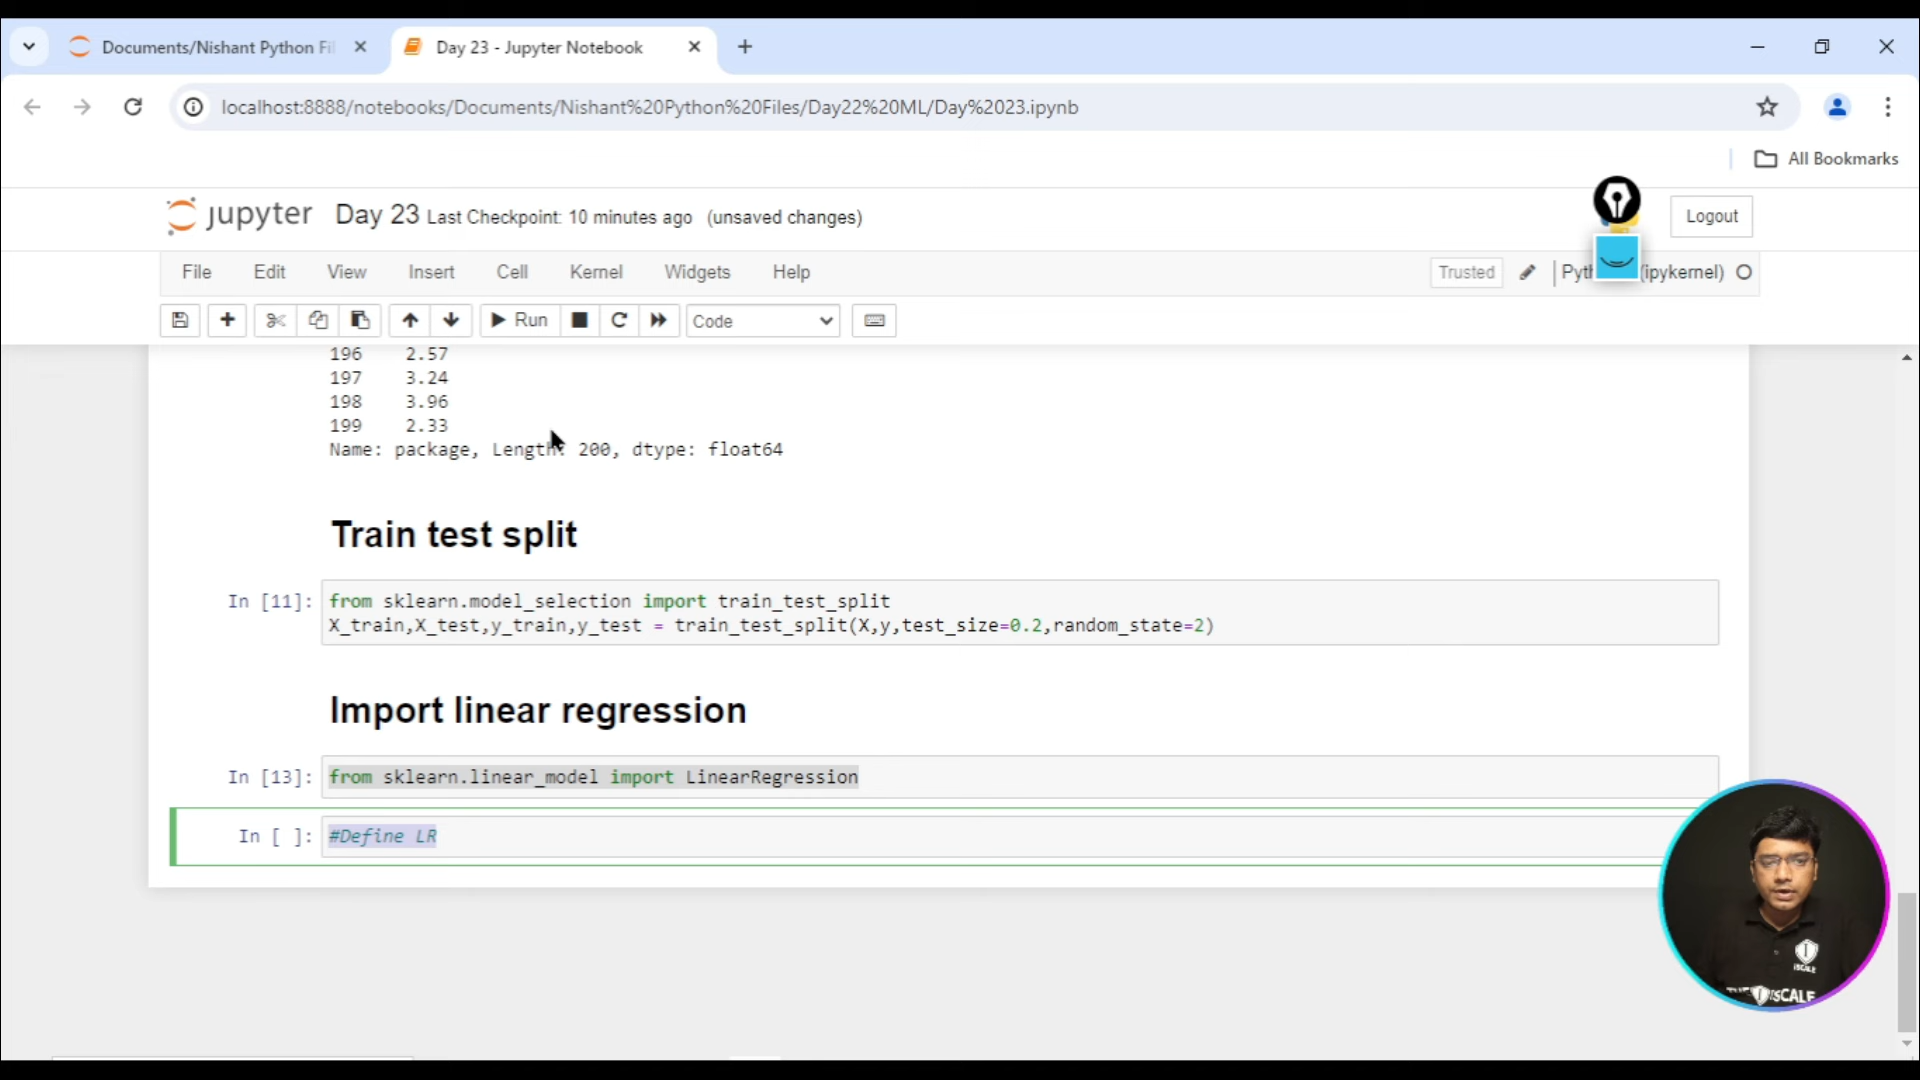 Documents/Nishant Python Fil
Day 23 - Jupyter Notebook
localhost:8888/notebooks/Documents/Nishant%20Python%20Files/Day22%20ML/Day%2023.ipynb
All Bookmarks
jupyter Day 23 Last Checkpoint: 10 minutes ago (unsaved changes)
Logout
File Edit View Insert Cell Kernel Widgets Help
Trusted
(ipykernel)
Run
Code
196 2.57
197 3.24
198 3.96
199 2.33
Name: package, Length: 200, dtype: float64
Train test split
In [11]: from sklearn.model_selection import train_test_split
X_train,X_test,y_train,y_test = train_test_split(X,y,test_size=0.2,random_state=2)
Import linear regression
In [13]: from sklearn.linear_model import LinearRegression
In [ ]: #Define LR
iSCALE